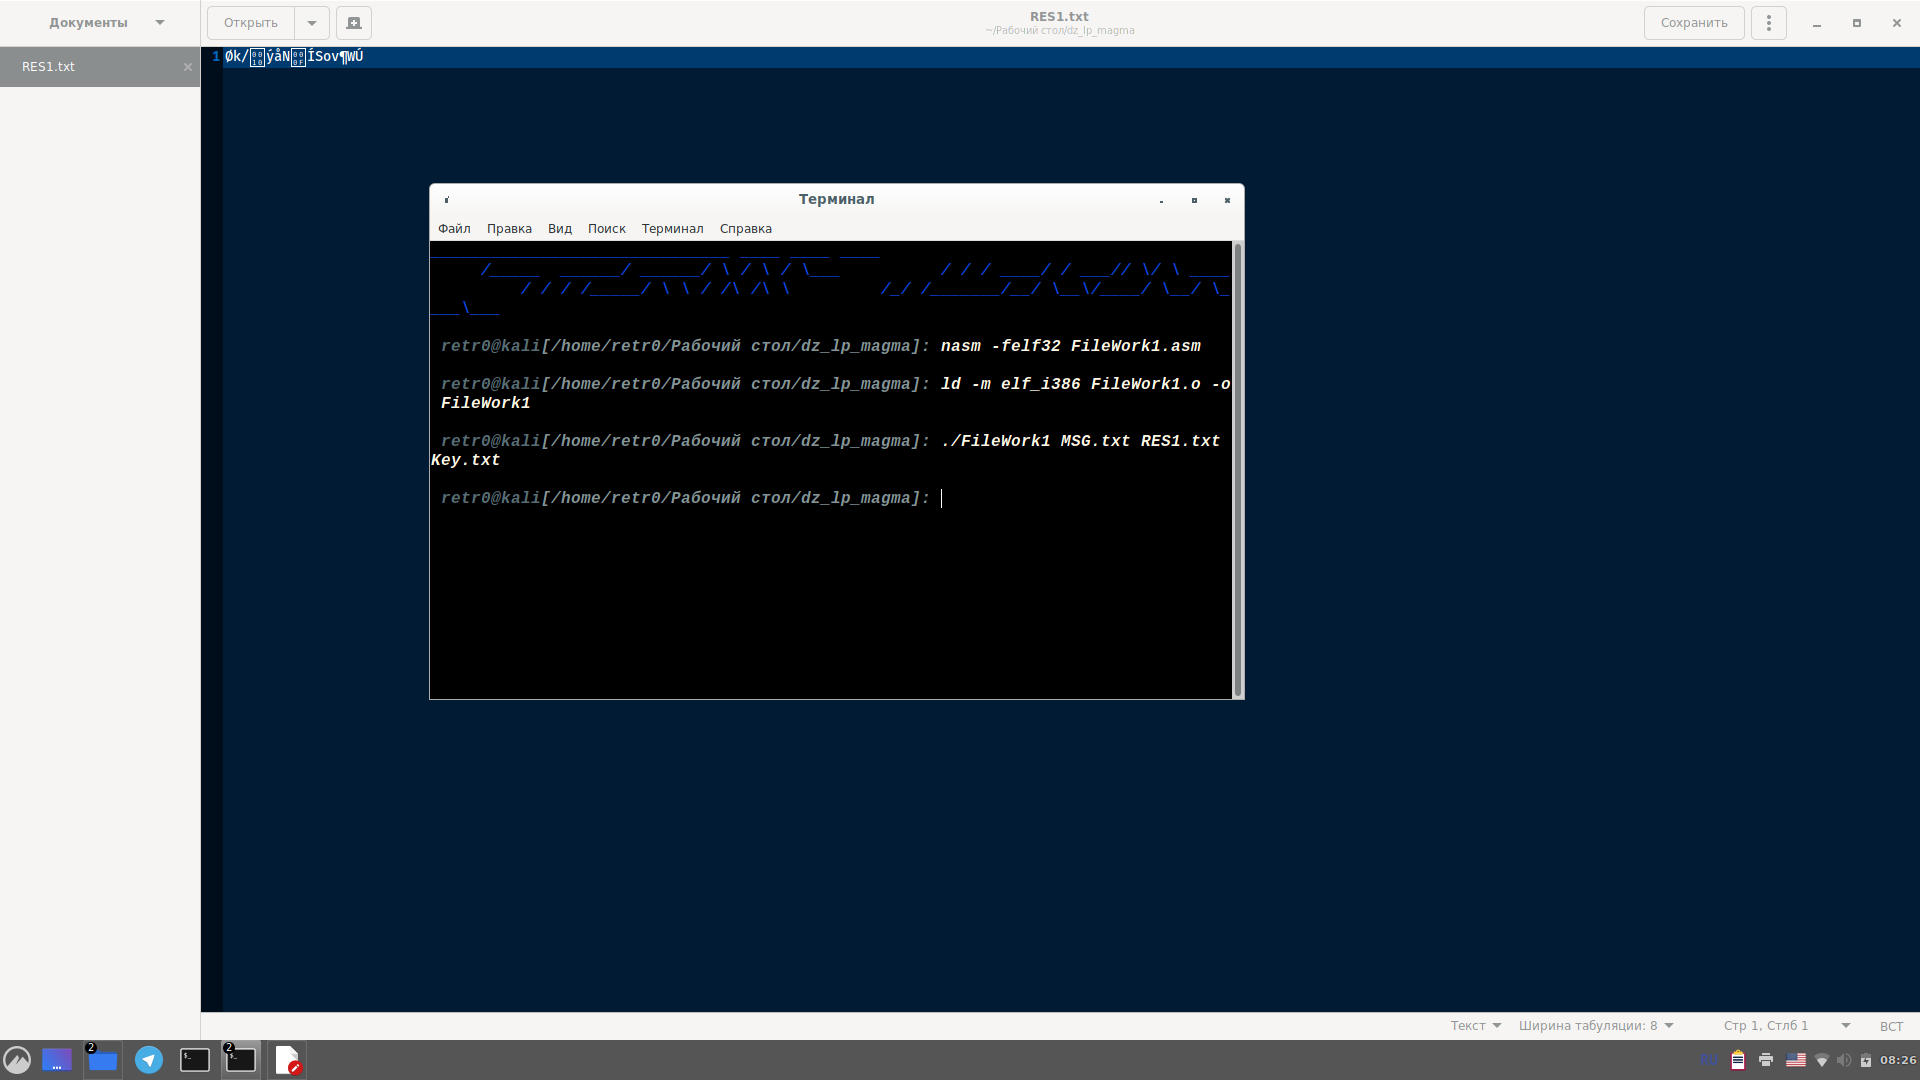 Документы
Открыть
RES1.txt
~/Рабочий стол/dz_lp_magma
Сохранить
RES1.txt
1 Øk/ýåNÍSov¶WÚ
Терминал
Файл Правка Вид Поиск Терминал Справка
retr0@kali[/home/retr0/Рабочий стол/dz_lp_magma]: nasm -felf32 FileWork1.asm
retr0@kali[/home/retr0/Рабочий стол/dz_lp_magma]: ld -m elf_i386 FileWork1.o -o
FileWork1
retr0@kali[/home/retr0/Рабочий стол/dz_lp_magma]: ./FileWork1 MSG.txt RES1.txt
Key.txt
retr0@kali[/home/retr0/Рабочий стол/dz_lp_magma]:
Текст Ширина табуляции: 8 Стр 1, Стлб 1 ВСТ
2
2
08:26